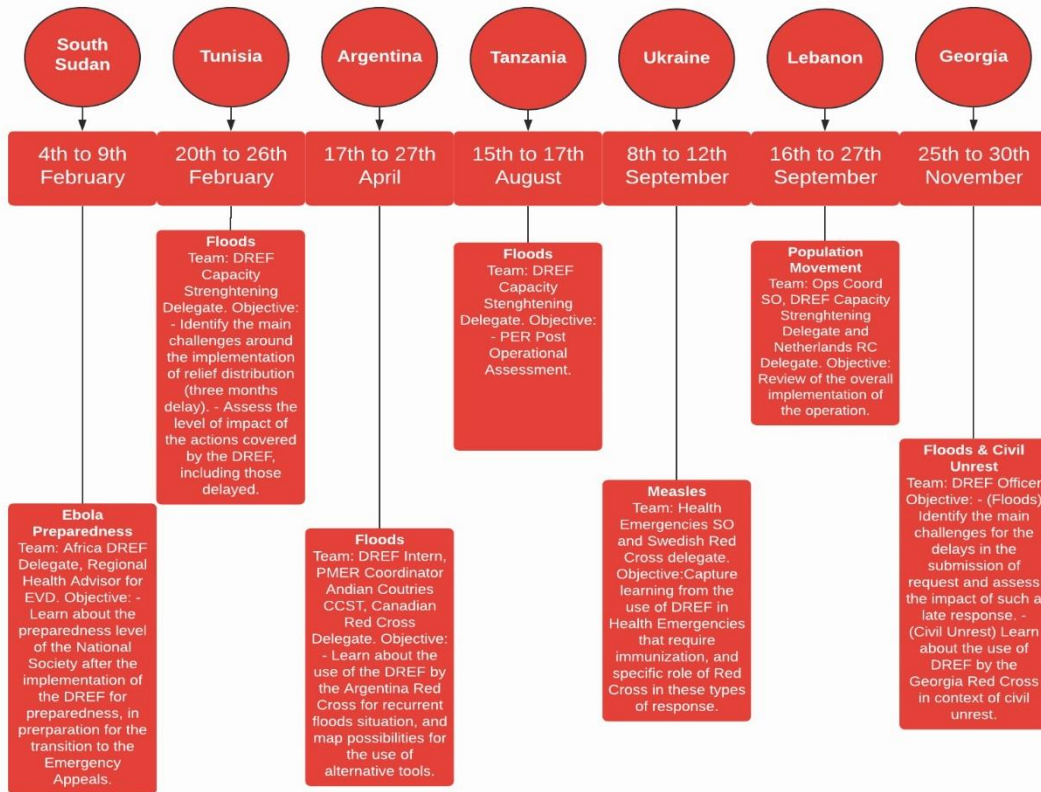 South
Sudan
Tunisia
Argentina
Tanzania
Ukraine
Lebanon
Georgia
4th to 9th
February
20th to 26th
February
17th to 27th
April
15th to 17th
August
8th to 12th
September
16th to 27th
September
25th to 30th
November
Ebola
Preparedness
Team: Africa DREF
Delegate, Regional
Health Advisor for
EVD. Objective: -
Learn about the
preparedness level
of the National
Society after the
implementation of
the DREF for
preparedness, in
prerparation for the
transition to the
Emergency
Appeals.
Floods
Team: DREF
Capacity
Strenghtening
Delegate. Objective:
- Identify the main
challenges around
the implementation
of relief distribution
(three months
delay). - Assess the
level of impact of
the actions covered
by the DREF,
including those
delayed.
Floods
Team: DREF Intern,
PMER Coordinator
Andian Coutries
CCST, Canadian
Red Cross
Delegate. Objective:
- Learn about the
use of the DREF by
the Argentina Red
Cross for recurrent
floods situation, and
map possibilities for
the use of
alternative tools.
Floods
Team: DREF
Capacity
Stenghtening
Delegate. Objective:
- PER Post
Operational
Assessment.
Measles
Team: Health
Emergencies SO
and Swedish Red
Cross delegate.
Objective:Capture
learning from the
use of DREF in
Health Emergencies
that require
immunization, and
specific role of Red
Cross in these types
of response.
Population
Movement
Team: Ops Coord
SO, DREF Capacity
Strenghtening
Delegate and
Netherlands RC
Delegate. Objective:
Review of the overall
implementation of
the operation.
Floods & Civil
Unrest
Team: DREF Officer
Objective: - (Floods)
Identify the main
challenges for the
delays in the
submission of
request and assess
the impact of such a
late response. -
(Civil Unrest) Learn
about the use of
DREF by the
Georgia Red Cross
in context of civil
unrest.